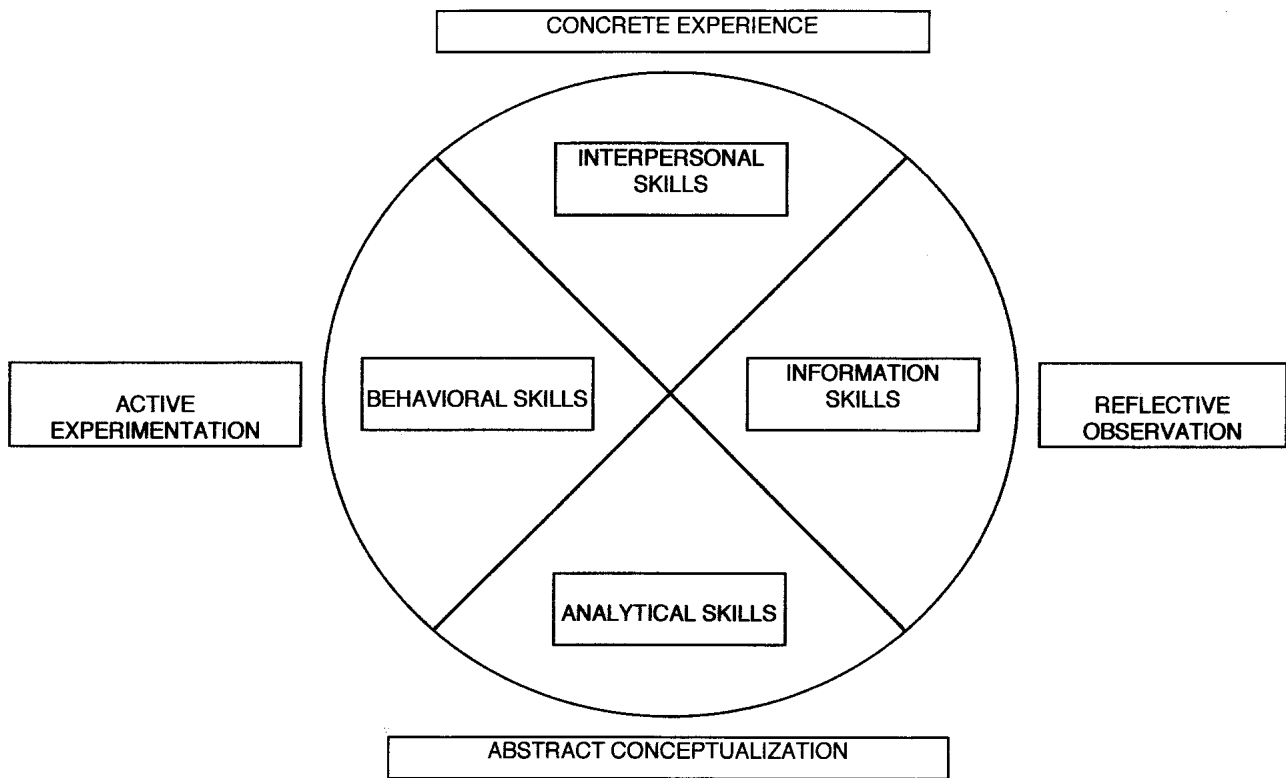 CONCRETE EXPERIENCE
INTERPERSONAL
SKILLS
BEHAVIORAL SKILLS
INFORMATION
SKILLS
ACTIVE
EXPERIMENTATION
REFLECTIVE
OBSERVATION
ANALYTICAL SKILLS
ABSTRACT CONCEPTUALIZATION